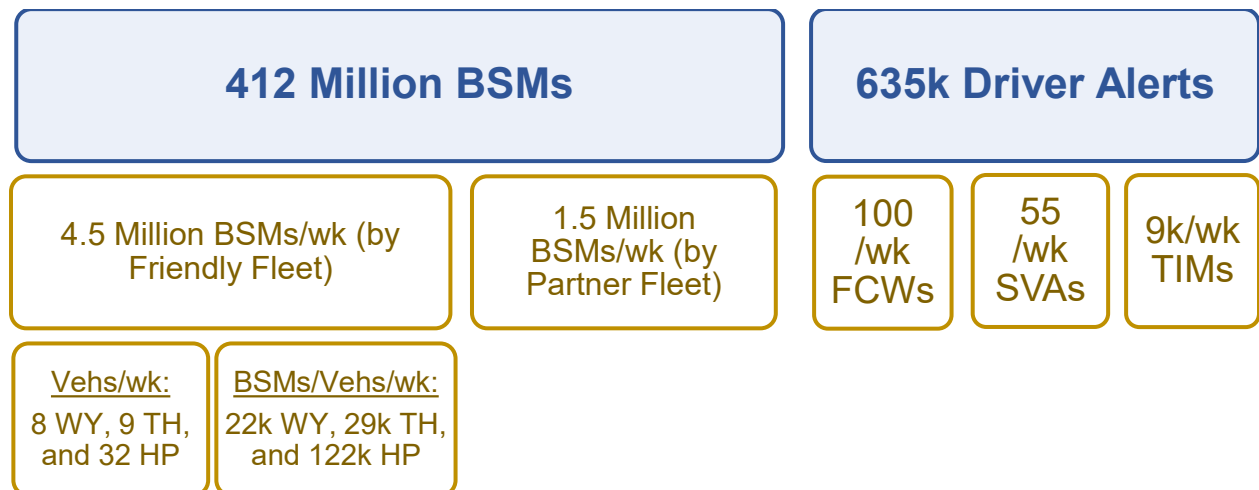 412 Million BSMs
635k Driver Alerts
4.5 Million BSMs/wk (by
Friendly Fleet)
1.5 Million
BSMs/wk (by
Partner Fleet)
100
/wk
FCWs
55
/wk
SVAs
9k/wk
TIMs
Vehs/wk:
8 WY, 9 TH,
and 32 HP
BSMs/Vehs/wk:
22k WY, 29k TH,
and 122k HP